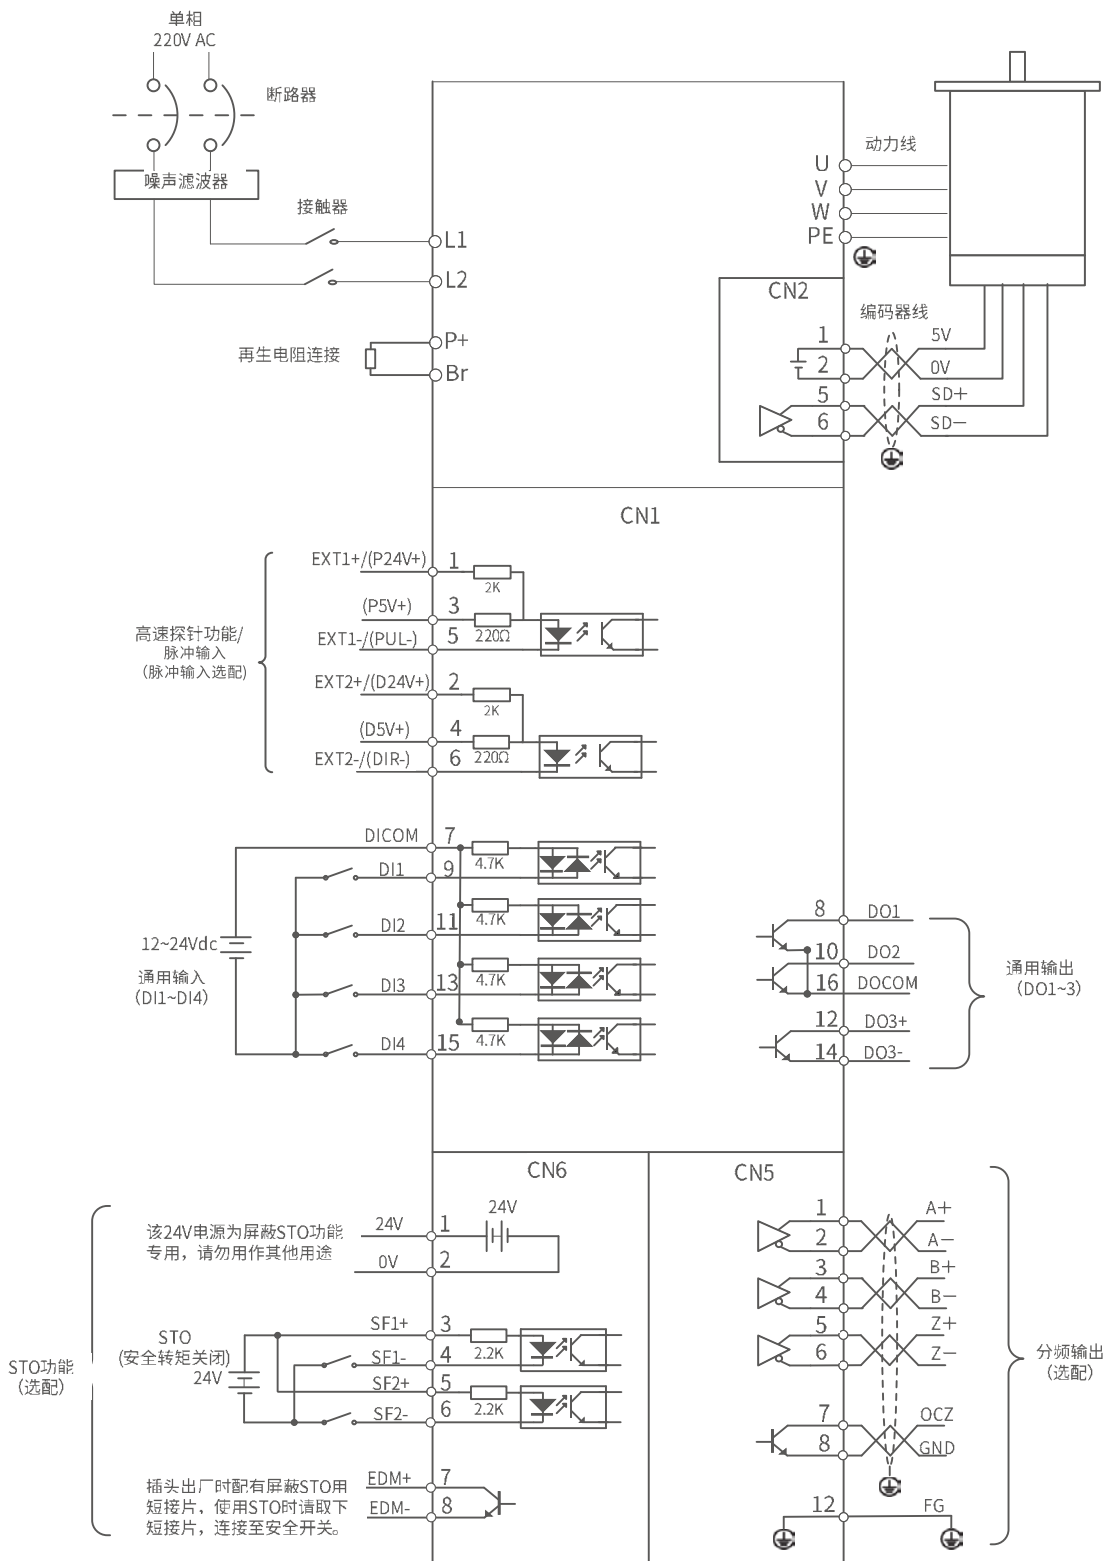 单相
220V AC
断路器
噪声滤波器
接触器
L1
L2
再生电阻连接
P+
Br
动力线
U
V
W
PE
CN2
编码器线
1
5V
2
0V
5
SD+
6
SD-
CN1
高速探针功能/
脉冲输入
(脉冲输入选配)
EXT1+/(P24V+)
1
2K
(P5V+)
3
220Ω
EXT1-/(PUL-)
5
EXT2+/(D24V+)
2
2K
(D5V+)
4
220Ω
EXT2-/(DIR-)
6
DICOM
7
4.7K
DI1
9
4.7K
DI2
11
4.7K
DI3
13
4.7K
DI4
15
12~24Vdc
通用输入
(DI1~DI4)
8
DO1
10
DO2
16
DOCOM
12
DO3+
14
DO3-
通用输出
(DO1~3)
CN6
STO功能
(选配)
该24V电源为屏蔽STO功能
专用，请勿用作其他用途
24V
1
24V
0V
2
STO
(安全转矩关闭)
24V
SF1+
3
2.2K
SF1-
4
SF2+
5
2.2K
SF2-
6
插头出厂时配有屏蔽STO用
短接片，使用STO时请取下
短接片，连接至安全开关。
EDM+
7
EDM-
8
CN5
1
A+
2
A-
3
B+
4
B-
5
Z+
6
Z-
7
OCZ
8
GND
12
FG
分频输出
(选配)